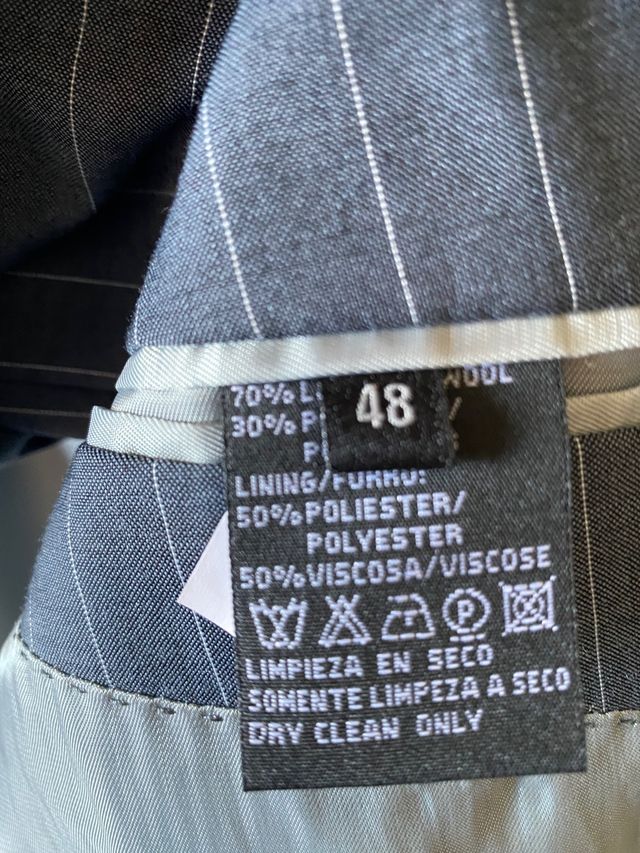 70% L WOOL
48
30% P /
P
LINING/FORRO:
50% POLIESTER/
POLYESTER
50% VISCOSA/VISCOSE
P
LIMPIEZA EN SECO
SOMENTE LIMPEZA A SECO
DRY CLEAN ONLY